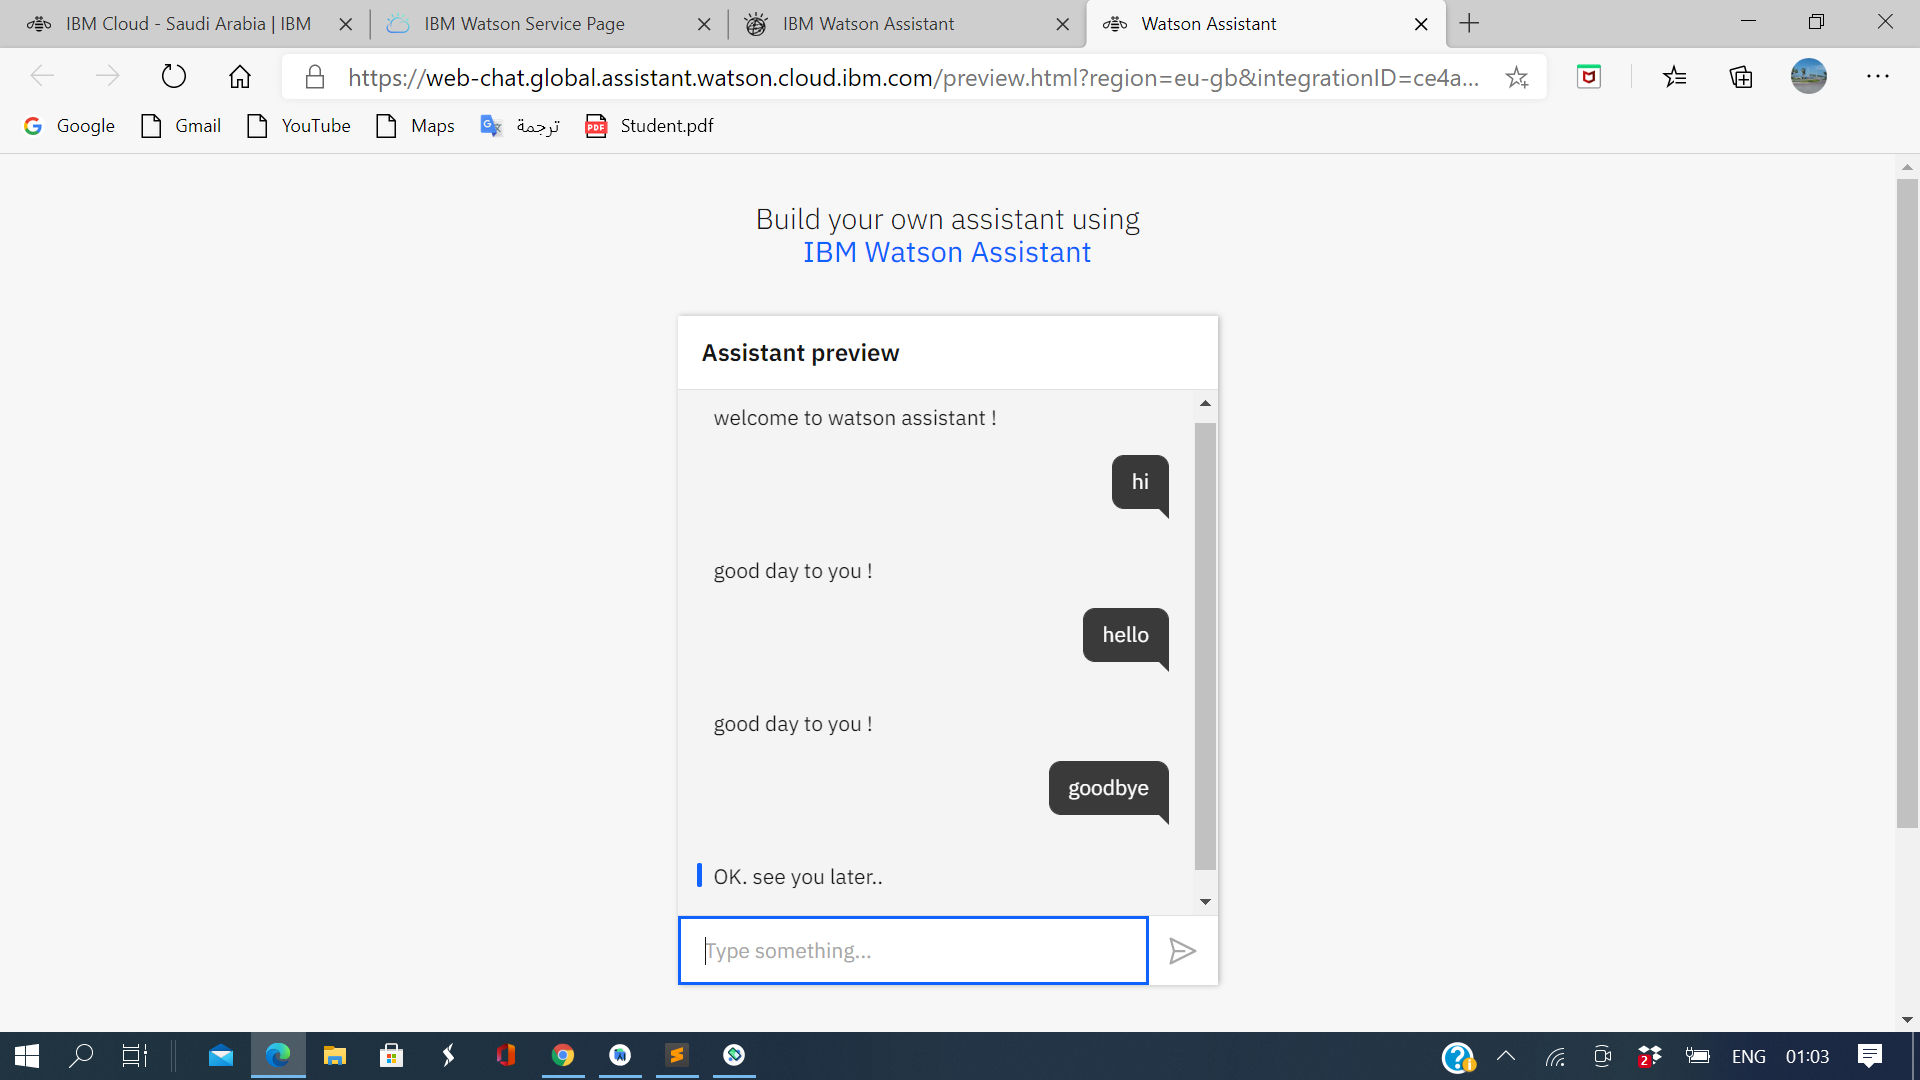 IBM Cloud - Saudi Arabia | IBM
IBM Watson Service Page
IBM Watson Assistant
Watson Assistant
https://web-chat.global.assistant.watson.cloud.ibm.com/preview.html?region=eu-gb&integrationID=ce4a...
Google
Gmail
YouTube
Maps
ترجمة
PDF
Student.pdf
Build your own assistant using
IBM Watson Assistant
Assistant preview
welcome to watson assistant !
hi
good day to you !
hello
good day to you !
goodbye
OK. see you later..
Type something...
2
ENG
01:03